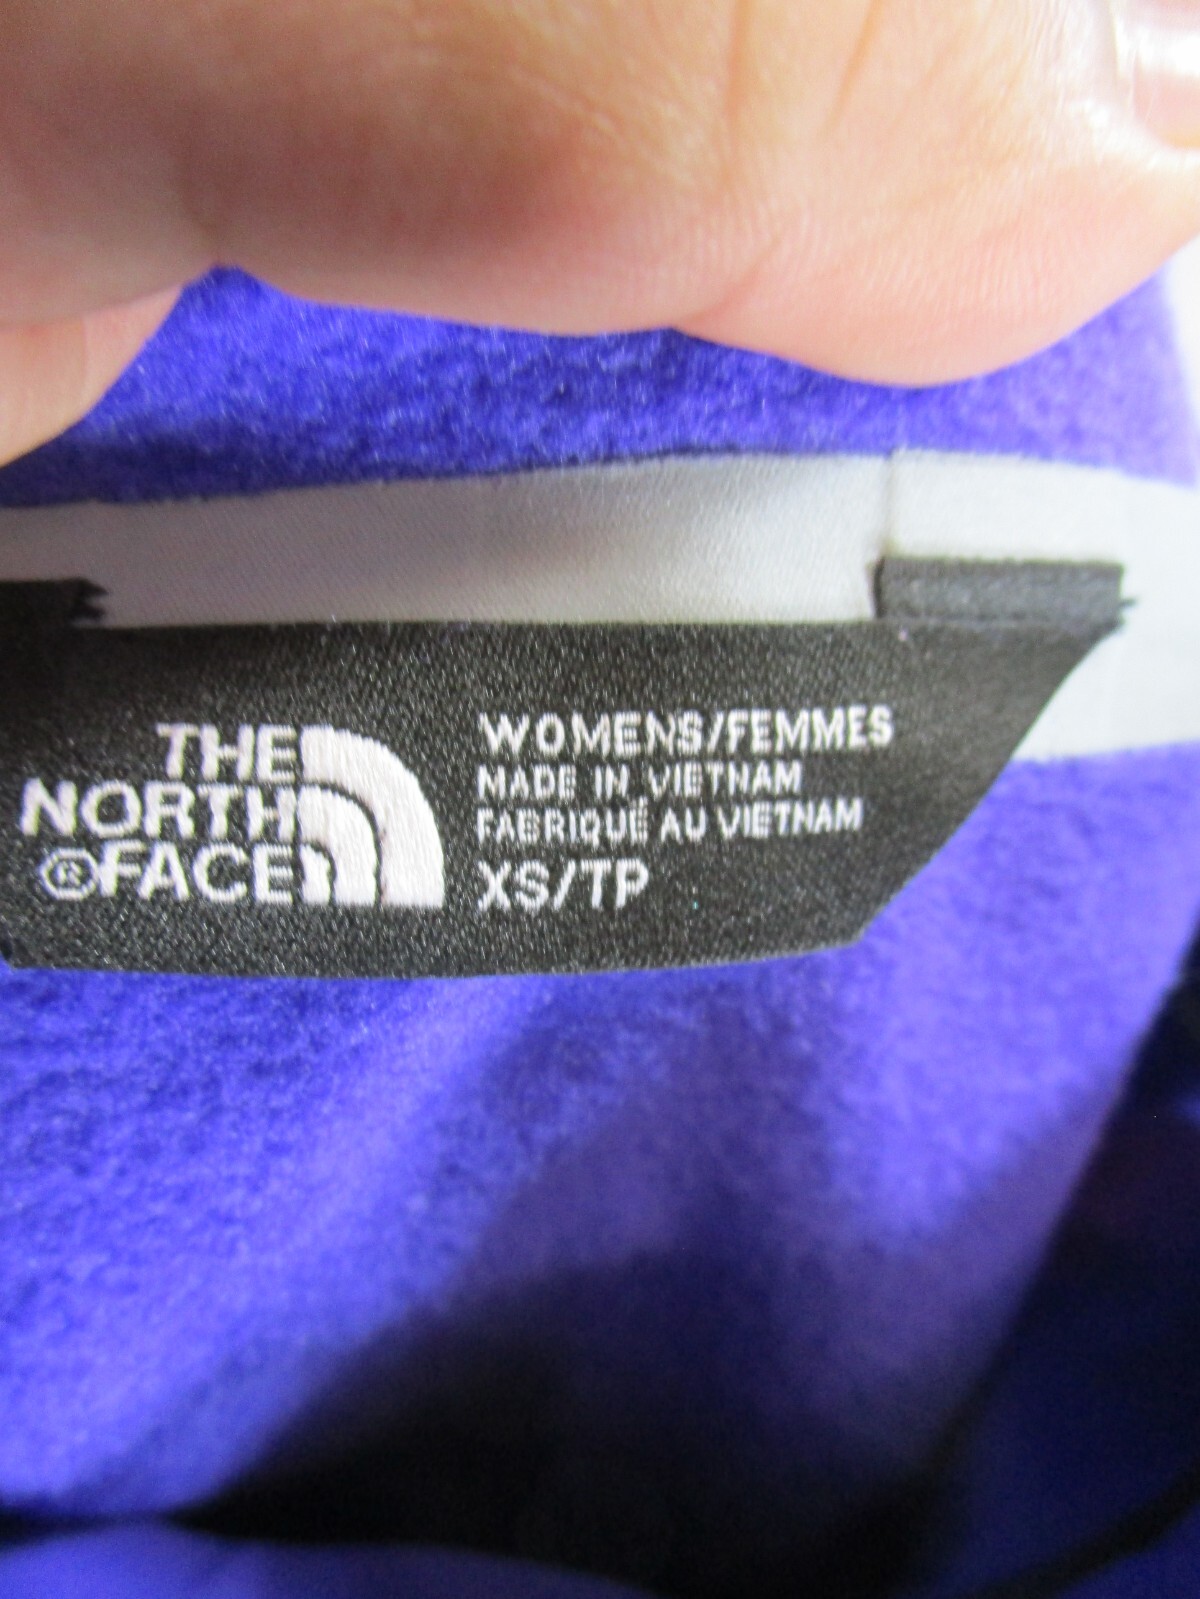 THE
NORTH
®FACE
WOMENS/FEMMES
MADE IN VIETNAM
FABRIQUÉ AU VIETNAM
XS/TP